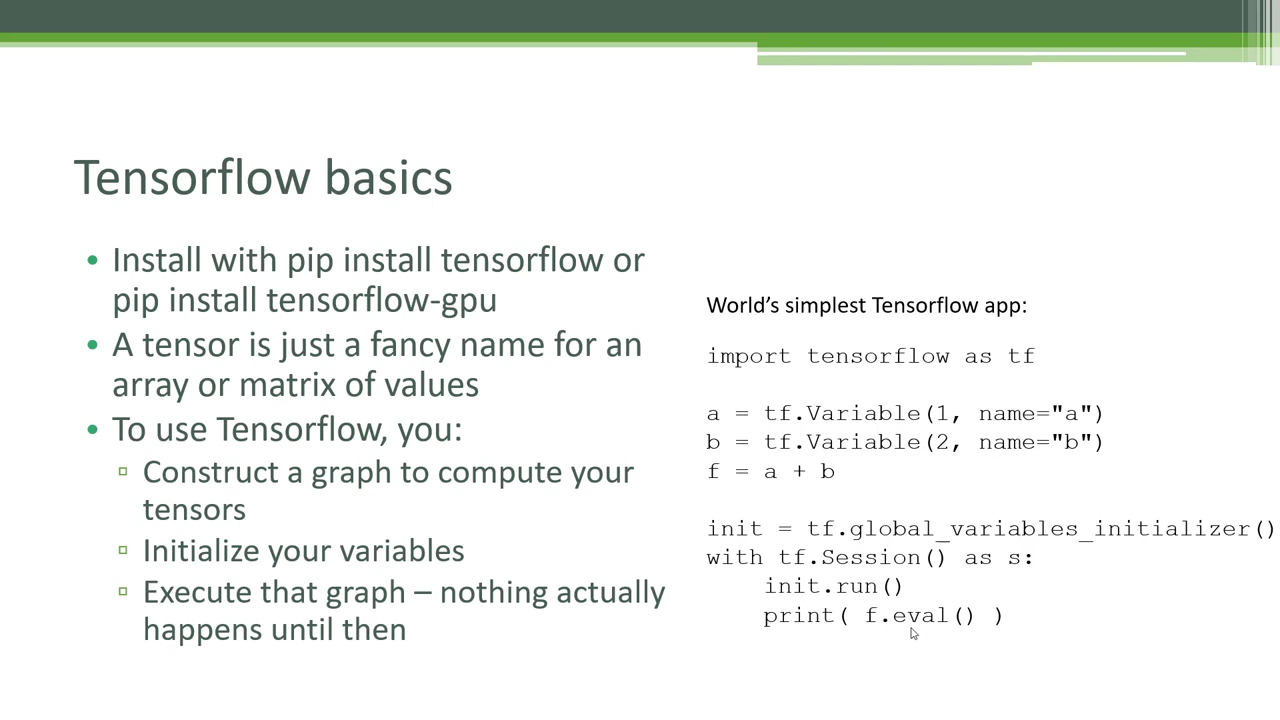 Tensorflow basics
• Install with pip install tensorflow or
pip install tensorflow-gpu
• A tensor is just a fancy name for an
array or matrix of values
• To use Tensorflow, you:
▫ Construct a graph to compute your
tensors
▫ Initialize your variables
▫ Execute that graph – nothing actually
happens until then
World’s simplest Tensorflow app:
import tensorflow as tf
a = tf.Variable(1, name="a")
b = tf.Variable(2, name="b")
f = a + b
init = tf.global_variables_initializer()
with tf.Session() as s:
    init.run()
    print( f.eval() )